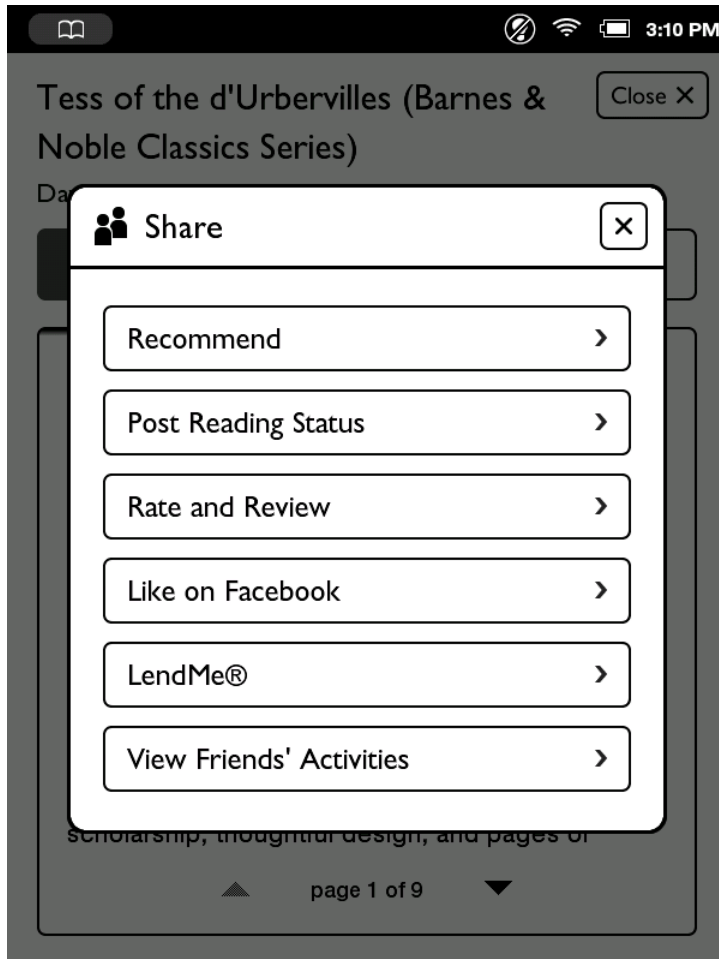 3:10 PM
Tess of the d'Urbervilles (Barnes &
Noble Classics Series)
Close X
Share
Recommend
Post Reading Status
Rate and Review
Like on Facebook
LendMe®
View Friends' Activities
scholarship, thoughtful design, and pages of
page 1 of 9